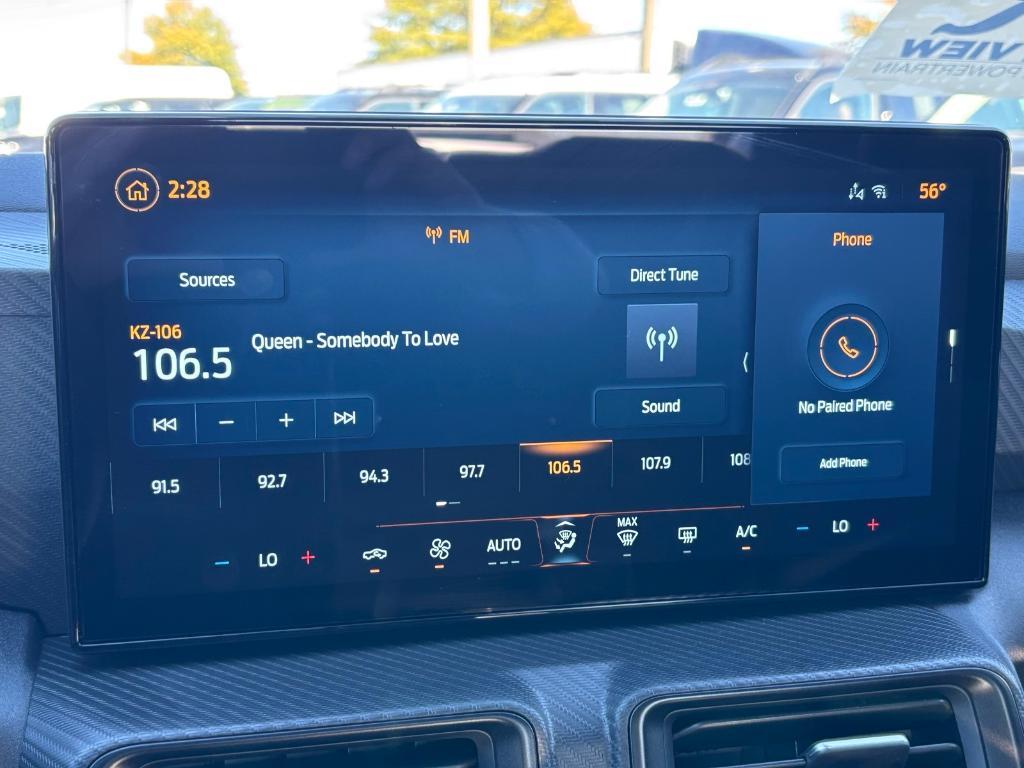 VIEW
POWERTRAIN
2:28
56°
FM
Phone
Sources
Direct Tune
KZ-106
106.5
Queen - Somebody To Love
No Paired Phone
Sound
Add Phone
91.5 92.7 94.3 97.7 106.5 107.9 108
LO AUTO MAX A/C LO